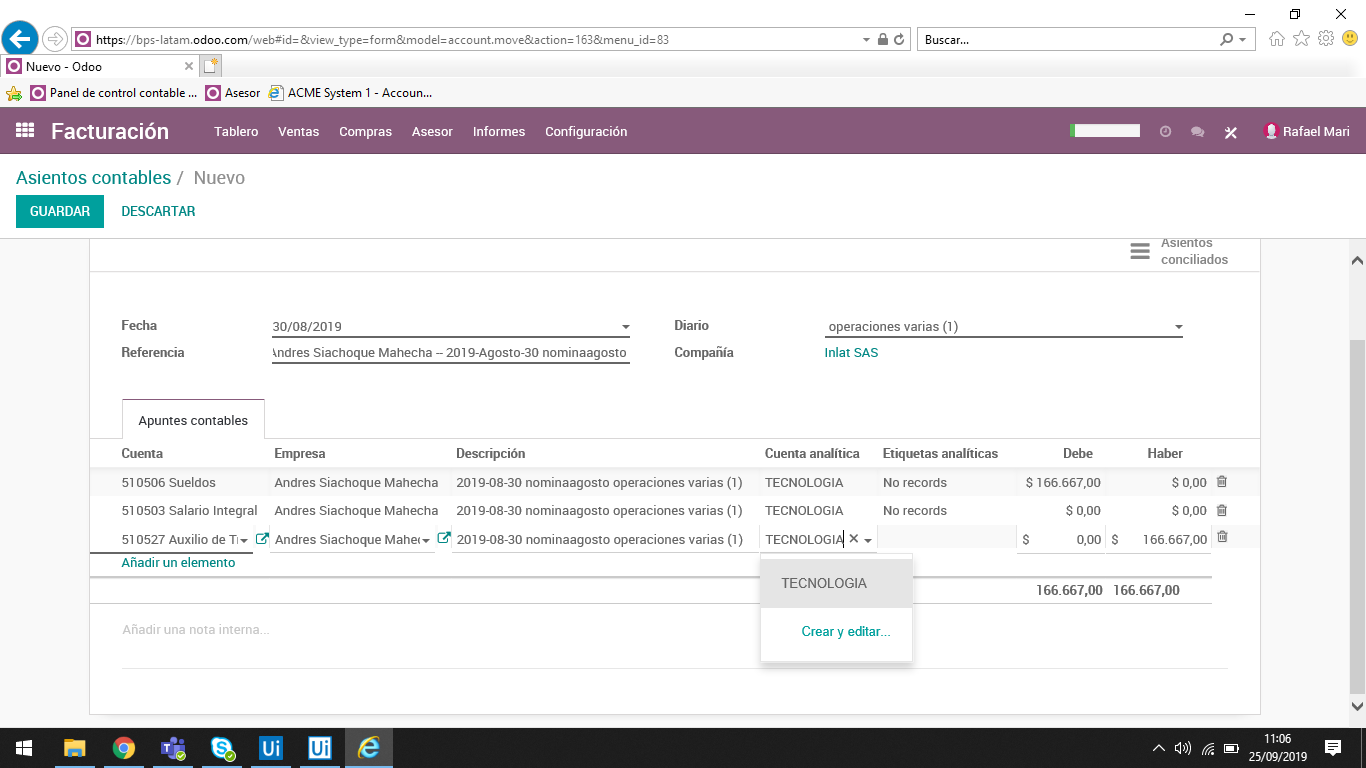 https://bps-latam.odoo.com/web#id=&view_type=form&model=account.move&action=163&menu_id=83
Buscar...
Nuevo - Odoo
Panel de control contable ...
Asesor
ACME System 1 - Accoun...
Facturación
Tablero
Ventas
Compras
Asesor
Informes
Configuración
Rafael Mari
Asientos contables / Nuevo
GUARDAR
DESCARTAR
Asientos
conciliados
Fecha
30/08/2019
Diario
operaciones varias (1)
Referencia
Andres Siachoque Mahecha -- 2019-Agosto-30 nominaagosto
Compañía
Inlat SAS
Apuntes contables
Cuenta Empresa Descripción Cuenta analítica Etiquetas analíticas Debe Haber
510506 Sueldos Andres Siachoque Mahecha 2019-08-30 nominaagosto operaciones varias (1) TECNOLOGIA No records $ 166.667,00 $ 0,00
510503 Salario Integral Andres Siachoque Mahecha 2019-08-30 nominaagosto operaciones varias (1) TECNOLOGIA No records $ 0,00 $ 0,00
510527 Auxilio de T Andres Siachoque Mahec 2019-08-30 nominaagosto operaciones varias (1) TECNOLOGIA $ 0,00 $ 166.667,00
Añadir un elemento
TECNOLOGIA
Crear y editar...
166.667,00 166.667,00
Añadir una nota interna...
Ui
Ui
11:06
25/09/2019